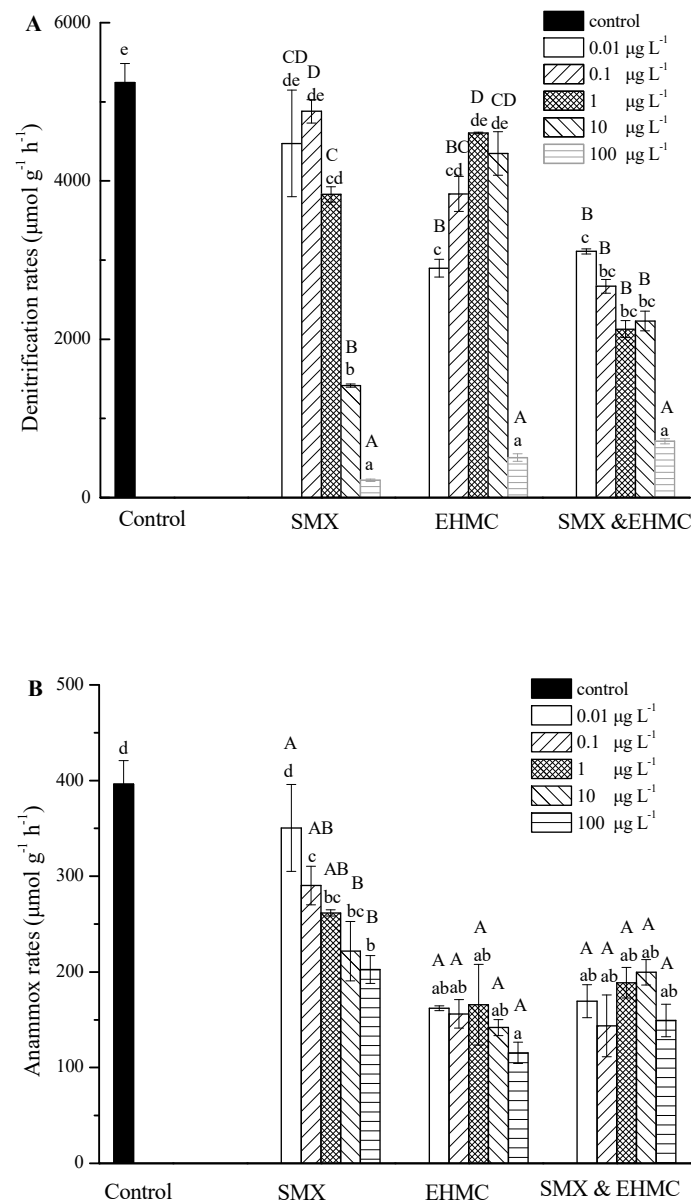 A
6000
4000
2000
0
Denitrification rates (μmol g-1 h-1)
control
0.01 μg L-1
0.1 μg L-1
1 μg L-1
10 μg L-1
100 μg L-1
e
CD
de
D
de
C
cd
B
b
A
a
B
c
BC
cd
D
de
CD
de
A
a
B
c
B
bc
B
bc
B
bc
A
a
Control
SMX
EHMC
SMX &EHMC
B
500
400
300
200
100
0
Anammox rates (μmol g-1 h-1)
control
0.01 μg L-1
0.1 μg L-1
1 μg L-1
10 μg L-1
100 μg L-1
d
A
d
AB
c
AB
bc
B
bc
B
b
A
ab
A
ab
A
ab
A
ab
A
a
A
ab
A
ab
A
ab
A
ab
A
ab
Control
SMX
EHMC
SMX & EHMC